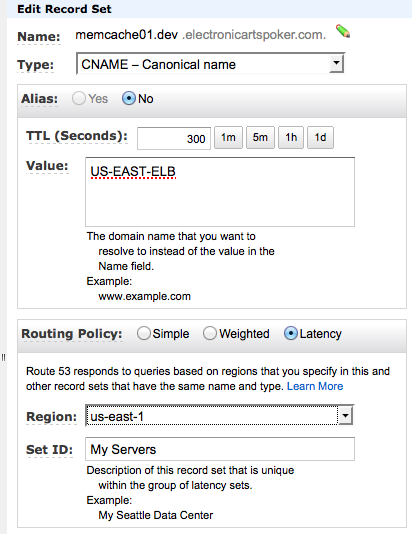 Edit Record Set
Name: memcache01.dev .electronicartspoker.com.
Type: CNAME – Canonical name
Alias: Yes No
TTL (Seconds): 300 1m 5m 1h 1d
Value: US-EAST-ELB
The domain name that you want to
resolve to instead of the value in the
Name field.
Example:
www.example.com
Routing Policy: Simple Weighted Latency
Route 53 responds to queries based on regions that you specify in this and
other record sets that have the same name and type. Learn More
Region: us-east-1
Set ID: My Servers
Description of this record set that is unique
within the group of latency sets.
Example:
My Seattle Data Center